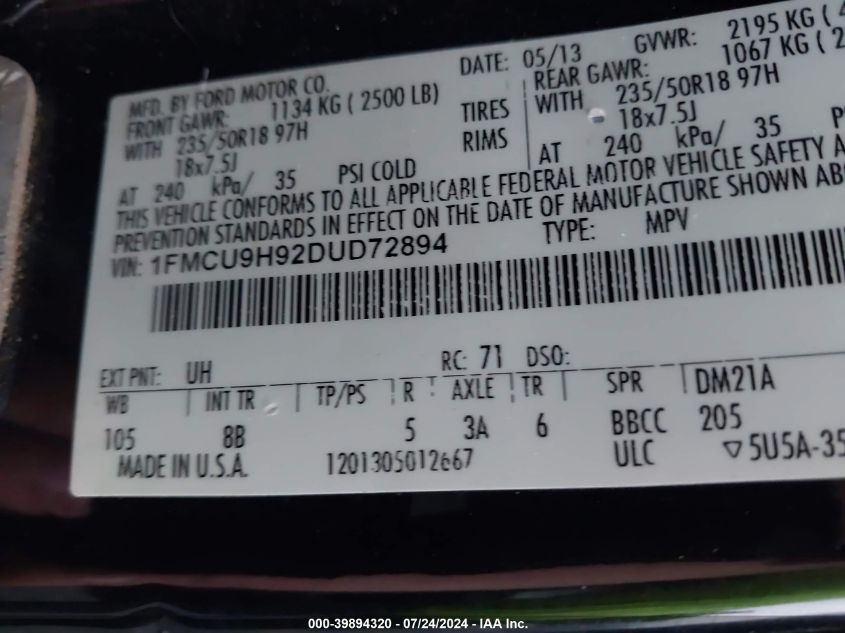 MFD. BY FORD MOTOR CO. DATE: 05/13 GVWR: 2195 KG (
FRONT GAWR: 1134 KG ( 2500 LB) REAR GAWR: 1067 KG ( 2
WITH 235/50R18 97H TIRES WITH 235/50R18 97H
18x7.5J RIMS 18x7.5J
AT 240 kPa/ 35 PSI COLD AT 240 kPa/ 35
THIS VEHICLE CONFORMS TO ALL APPLICABLE FEDERAL MOTOR VEHICLE SAFETY
PREVENTION STANDARDS IN EFFECT ON THE DATE OF MANUFACTURE SHOWN
VIN: 1FMCU9H92DUD72894 TYPE: MPV
EXT PNT: UH RC: 71 DSO:
WB INT TR TP/PS R AXLE TR SPR DM21A
105 8B 5 3A 6 BBCC 205
MADE IN U.S.A. 1201305012e67 ULC ▽5U5A-35
000-39894320 - 07/24/2024 - IAA Inc.